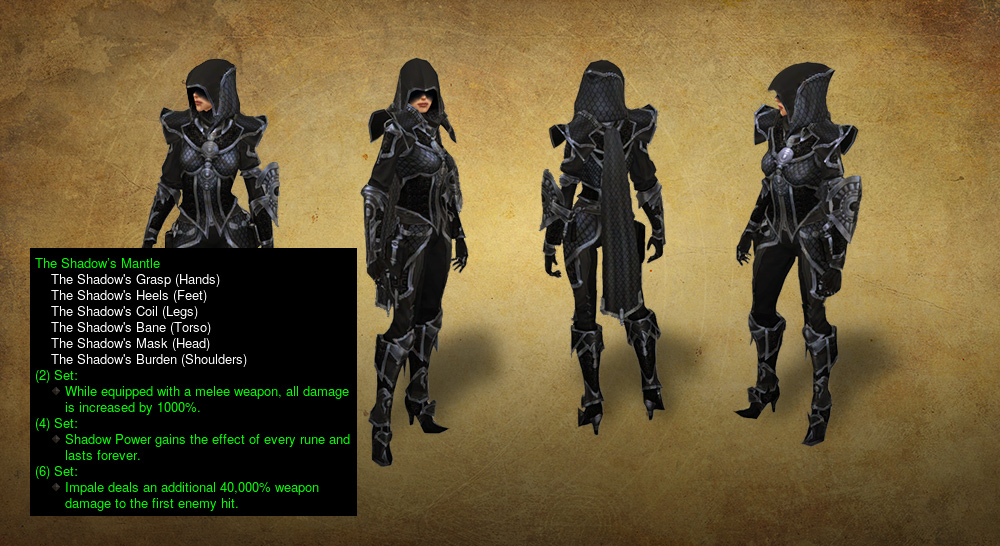 The Shadow's Mantle
The Shadow's Grasp (Hands)
The Shadow's Heels (Feet)
The Shadow's Coil (Legs)
The Shadow's Bane (Torso)
The Shadow's Mask (Head)
The Shadow's Burden (Shoulders)
(2) Set:
While equipped with a melee weapon, all damage
is increased by 1000%.
(4) Set:
Shadow Power gains the effect of every rune and
lasts forever.
(6) Set:
Impale deals an additional 40,000% weapon
damage to the first enemy hit.